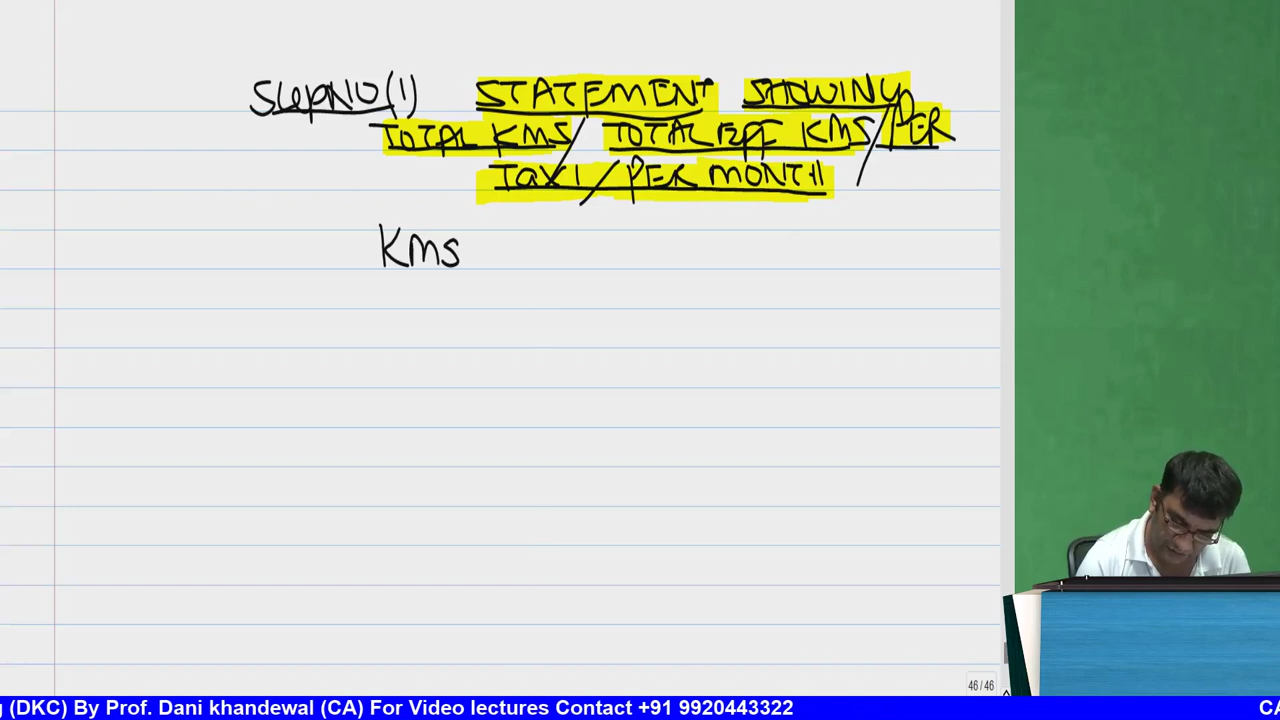 Step NO (1) STATEMENT SHOWING
TOTAL KMS / TOTAL EFF KMS / PER
TAXI / PER MONTH
KMS
46 / 46
g (DKC) By Prof. Dani khandewal (CA) For Video lectures Contact +91 9920443322
CA